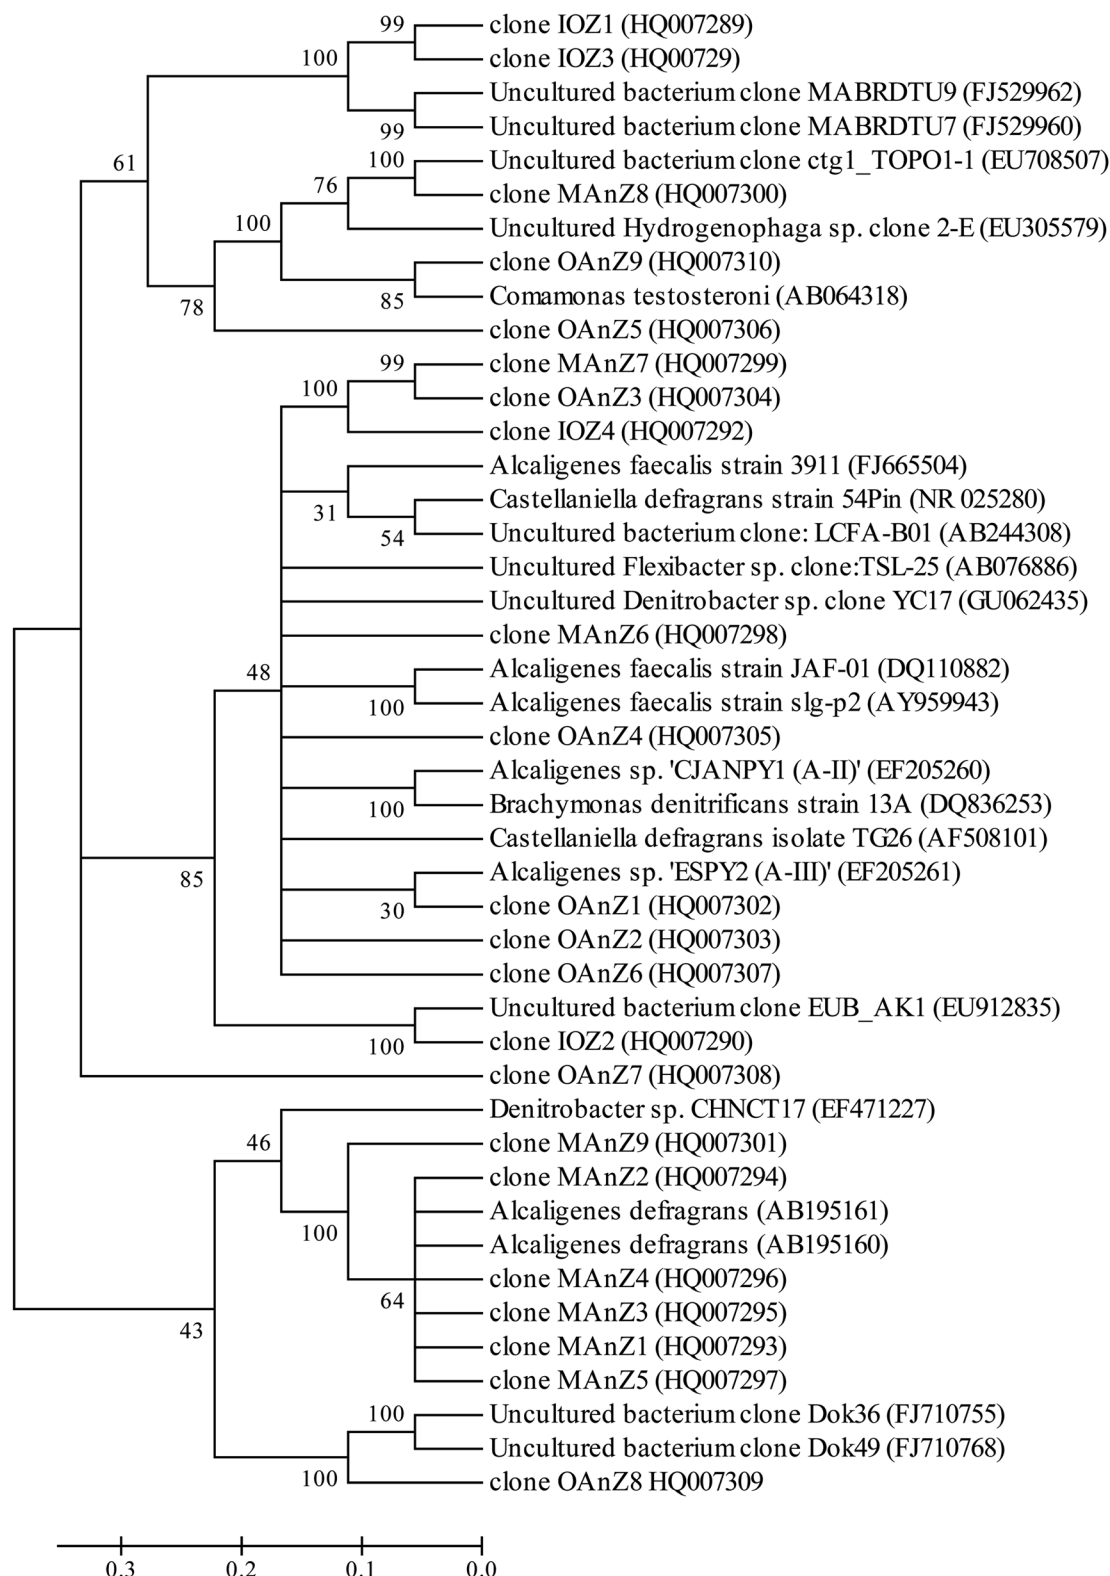 99
clone IOZ1 (HQ007289)
100
clone IOZ3 (HQ00729)
Uncultured bacterium clone MABRDTU9 (FJ529962)
99
Uncultured bacterium clone MABRDTU7 (FJ529960)
61
100
Uncultured bacterium clone ctg1_TOPO1-1 (EU708507)
76
clone MAnZ8 (HQ007300)
100
Uncultured Hydrogenophaga sp. clone 2-E (EU305579)
clone OAnZ9 (HQ007310)
78
85
Comamonas testosteroni (AB064318)
clone OAnZ5 (HQ007306)
99
clone MAnZ7 (HQ007299)
100
clone OAnZ3 (HQ007304)
clone IOZ4 (HQ007292)
Alcaligenes faecalis strain 3911 (FJ665504)
31
Castellaniella defragrans strain 54Pin (NR 025280)
54
Uncultured bacterium clone: LCFA-B01 (AB244308)
Uncultured Flexibacter sp. clone:TSL-25 (AB076886)
Uncultured Denitrobacter sp. clone YC17 (GU062435)
clone MAnZ6 (HQ007298)
48
Alcaligenes faecalis strain JAF-01 (DQ110882)
100
Alcaligenes faecalis strain slg-p2 (AY959943)
clone OAnZ4 (HQ007305)
Alcaligenes sp. 'CJANPY1 (A-II)' (EF205260)
100
Brachymonas denitrificans strain 13A (DQ836253)
Castellaniella defragrans isolate TG26 (AF508101)
85
Alcaligenes sp. 'ESPY2 (A-III)' (EF205261)
30
clone OAnZ1 (HQ007302)
clone OAnZ2 (HQ007303)
clone OAnZ6 (HQ007307)
Uncultured bacterium clone EUB_AK1 (EU912835)
100
clone IOZ2 (HQ007290)
clone OAnZ7 (HQ007308)
Denitrobacter sp. CHNCT17 (EF471227)
46
clone MAnZ9 (HQ007301)
clone MAnZ2 (HQ007294)
100
Alcaligenes defragrans (AB195161)
Alcaligenes defragrans (AB195160)
clone MAnZ4 (HQ007296)
43
64
clone MAnZ3 (HQ007295)
clone MAnZ1 (HQ007293)
clone MAnZ5 (HQ007297)
100
Uncultured bacterium clone Dok36 (FJ710755)
Uncultured bacterium clone Dok49 (FJ710768)
100
clone OAnZ8 HQ007309
0.3 0.2 0.1 0.0